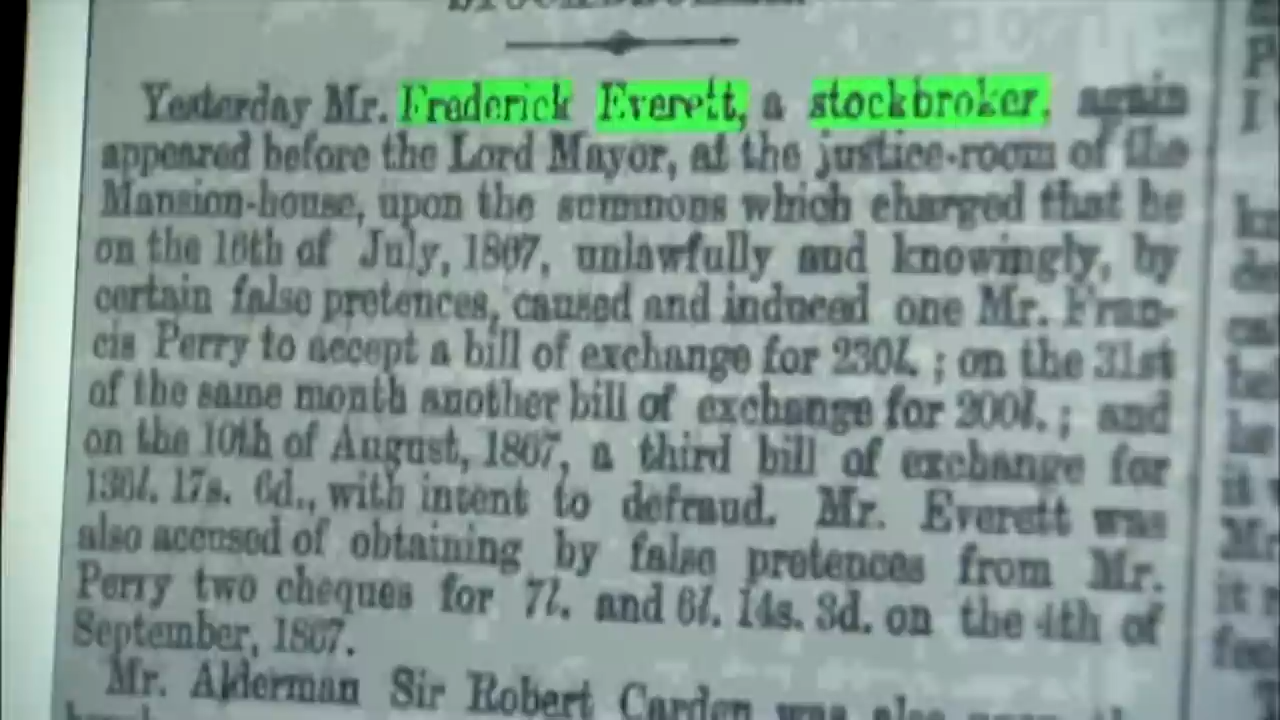 Yesterday Mr. Frederick Everett, a stockbroker, again
appeared before the Lord Mayor, at the justice-room of the
Mansion-house, upon the summons which charged that he
on the 16th of July, 1867, unlawfully and knowingly, by
certain false pretences, caused and induced one Mr. Fran-
cis Perry to accept a bill of exchange for 230l. ; on the 31st
of the same month another bill of exchange for 200l. ; and
on the 10th of August, 1867, a third bill of exchange for
136l. 17s. 6d., with intent to defraud. Mr. Everett was
also accused of obtaining by false pretences from Mr.
Perry two cheques for 7l. and 6l. 14s. 3d. on the 4th of
September, 1867.
Mr. Alderman Sir Robert Carden was also